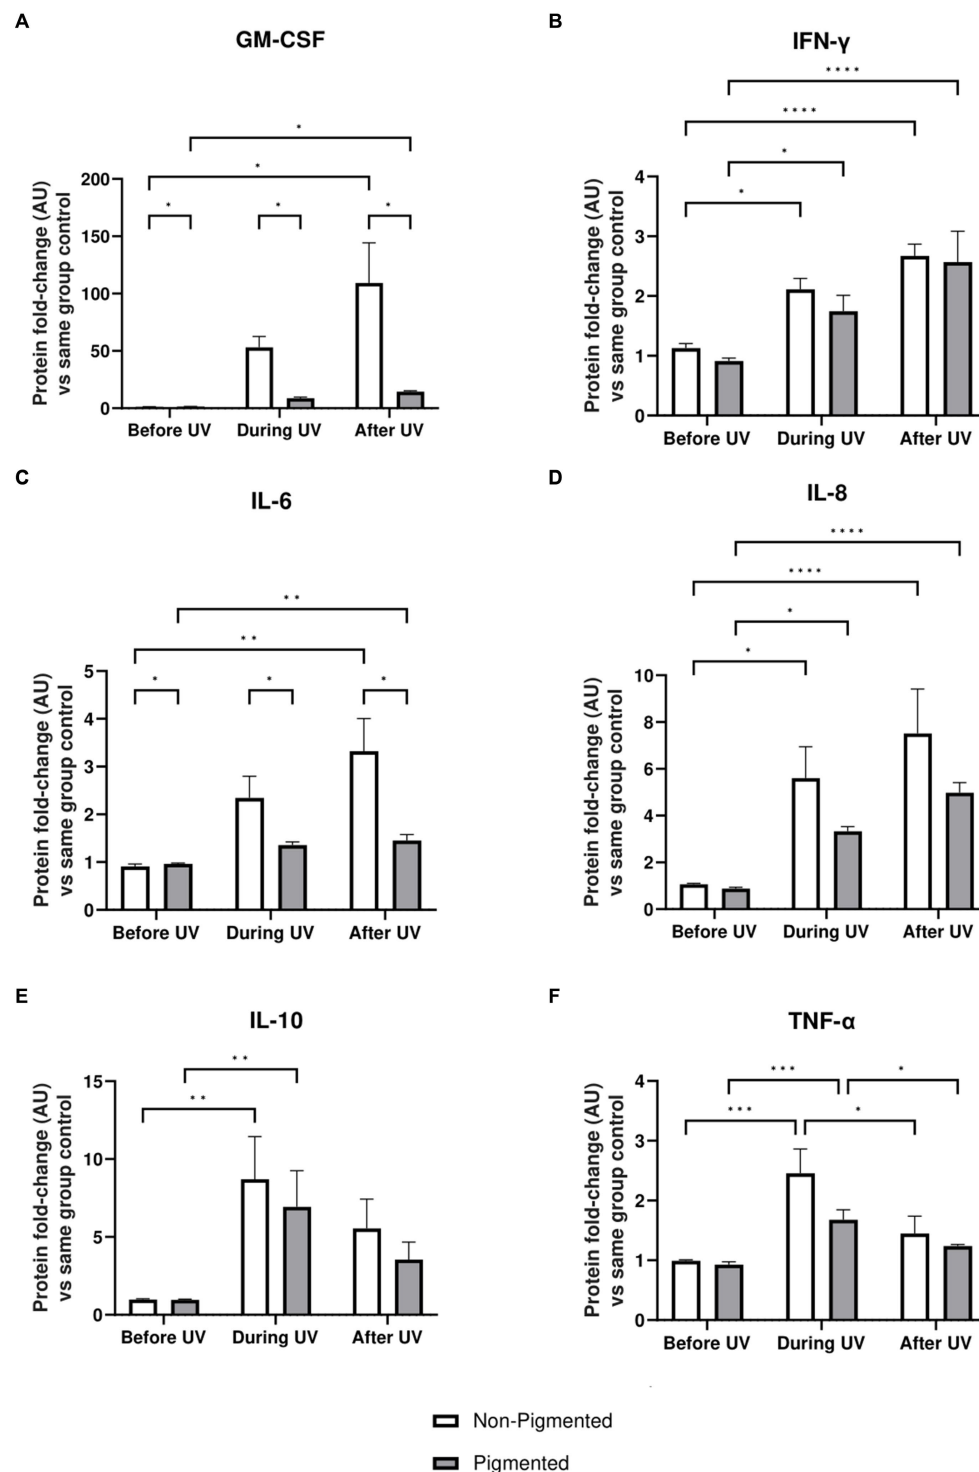 A
GM-CSF
*
*
* * *
Protein fold-change (AU)
vs same group control
200
150
100
50
0
Before UV During UV After UV
B
IFN-γ
****
****
*
*
Protein fold-change (AU)
vs same group control
4
3
2
1
0
Before UV During UV After UV
C
IL-6
**
**
* * *
Protein fold-change (AU)
vs same group control
5
4
3
2
1
0
Before UV During UV After UV
D
IL-8
****
****
*
*
Protein fold-change (AU)
vs same group control
10
8
6
4
2
0
Before UV During UV After UV
E
IL-10
**
**
Protein fold-change (AU)
vs same group control
15
10
5
0
Before UV During UV After UV
F
TNF-α
*** *
*** *
Protein fold-change (AU)
vs same group control
4
3
2
1
0
Before UV During UV After UV
Non-Pigmented
Pigmented